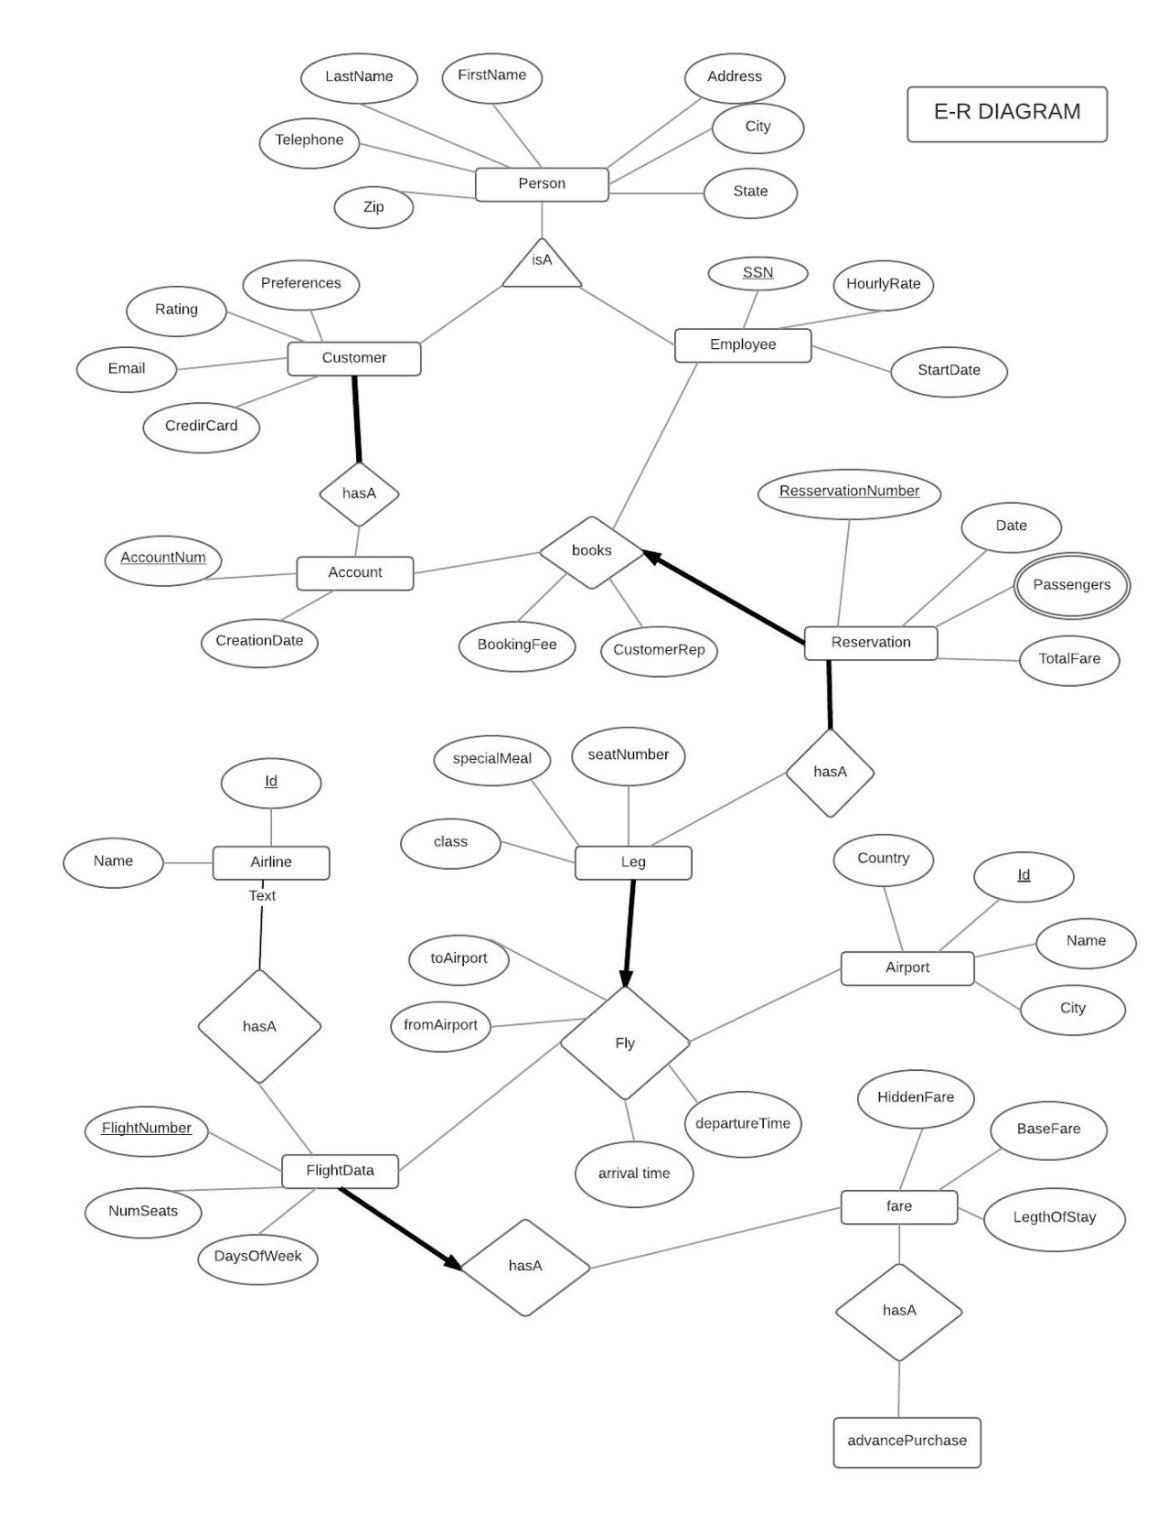 LastName
FirstName
Address
E-R DIAGRAM
City
Telephone
Person
State
Zip
isA
SSN
HourlyRate
Preferences
Rating
Employee
Customer
Email
StartDate
CredirCard
hasA
RsservationNumber
Date
books
AccountNum
Account
Passengers
CreationDate
BookingFee
CustomerRep
Reservation
TotalFare
specialMeal
seatNumber
hasA
Id
class
Name
Airline
Leg
Country
Id
Text
Name
toAirport
Airport
City
fromAirport
hasA
Fly
HiddenFare
departureTime
BaseFare
FlightNumber
FlightData
arrival time
fare
NumSeats
LegthOfStay
DaysOfWeek
hasA
hasA
advancePurchase